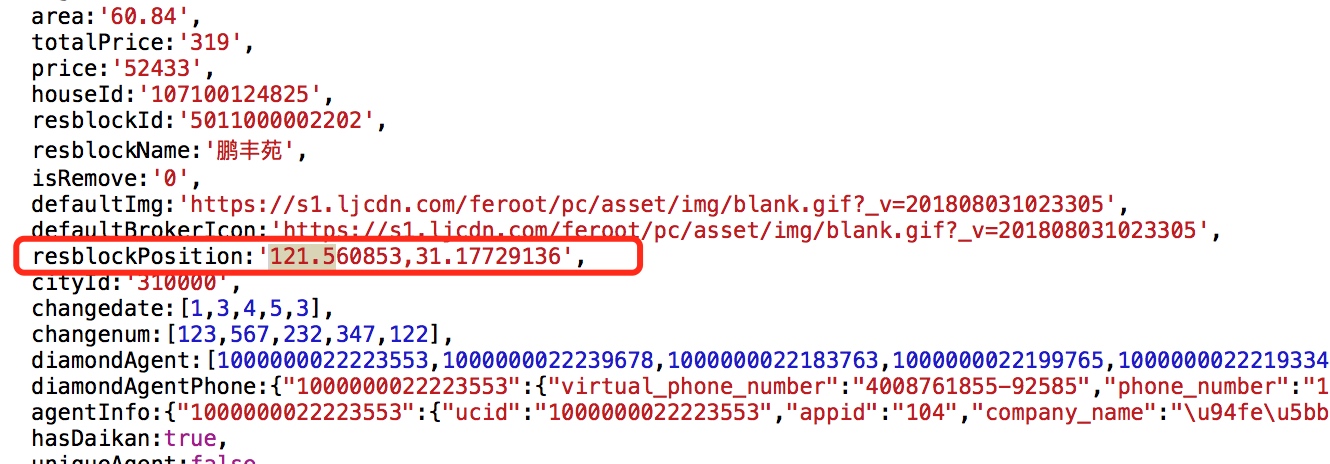 area:'60.84',
totalPrice:'319',
price:'52433',
houseId:'107100124825',
resblockId:'5011000002202',
resblockName:'鹏丰苑',
isRemove:'0',
defaultImg:'https://s1.ljcdn.com/feroot/pc/asset/img/blank.gif?_v=201808031023305',
defaultBrokerIcon:'https://s1.ljcdn.com/feroot/pc/asset/img/blank.gif?_v=201808031023305',
resblockPosition:'121.560853,31.17729136',
cityId:'310000',
changedate:[1,3,4,5,3],
changenum:[123,567,232,347,122],
diamondAgent:[1000000022223553,1000000022239678,1000000022183763,1000000022199765,1000000022219334
diamondAgentPhone:{"1000000022223553":{"virtual_phone_number":"4008761855-92585","phone_number":"1
agentInfo:{"1000000022223553":{"ucid":"1000000022223553","appid":"104","company_name":"\u94fe\u5bb
hasDaikan:true,
uniqueAgent:false